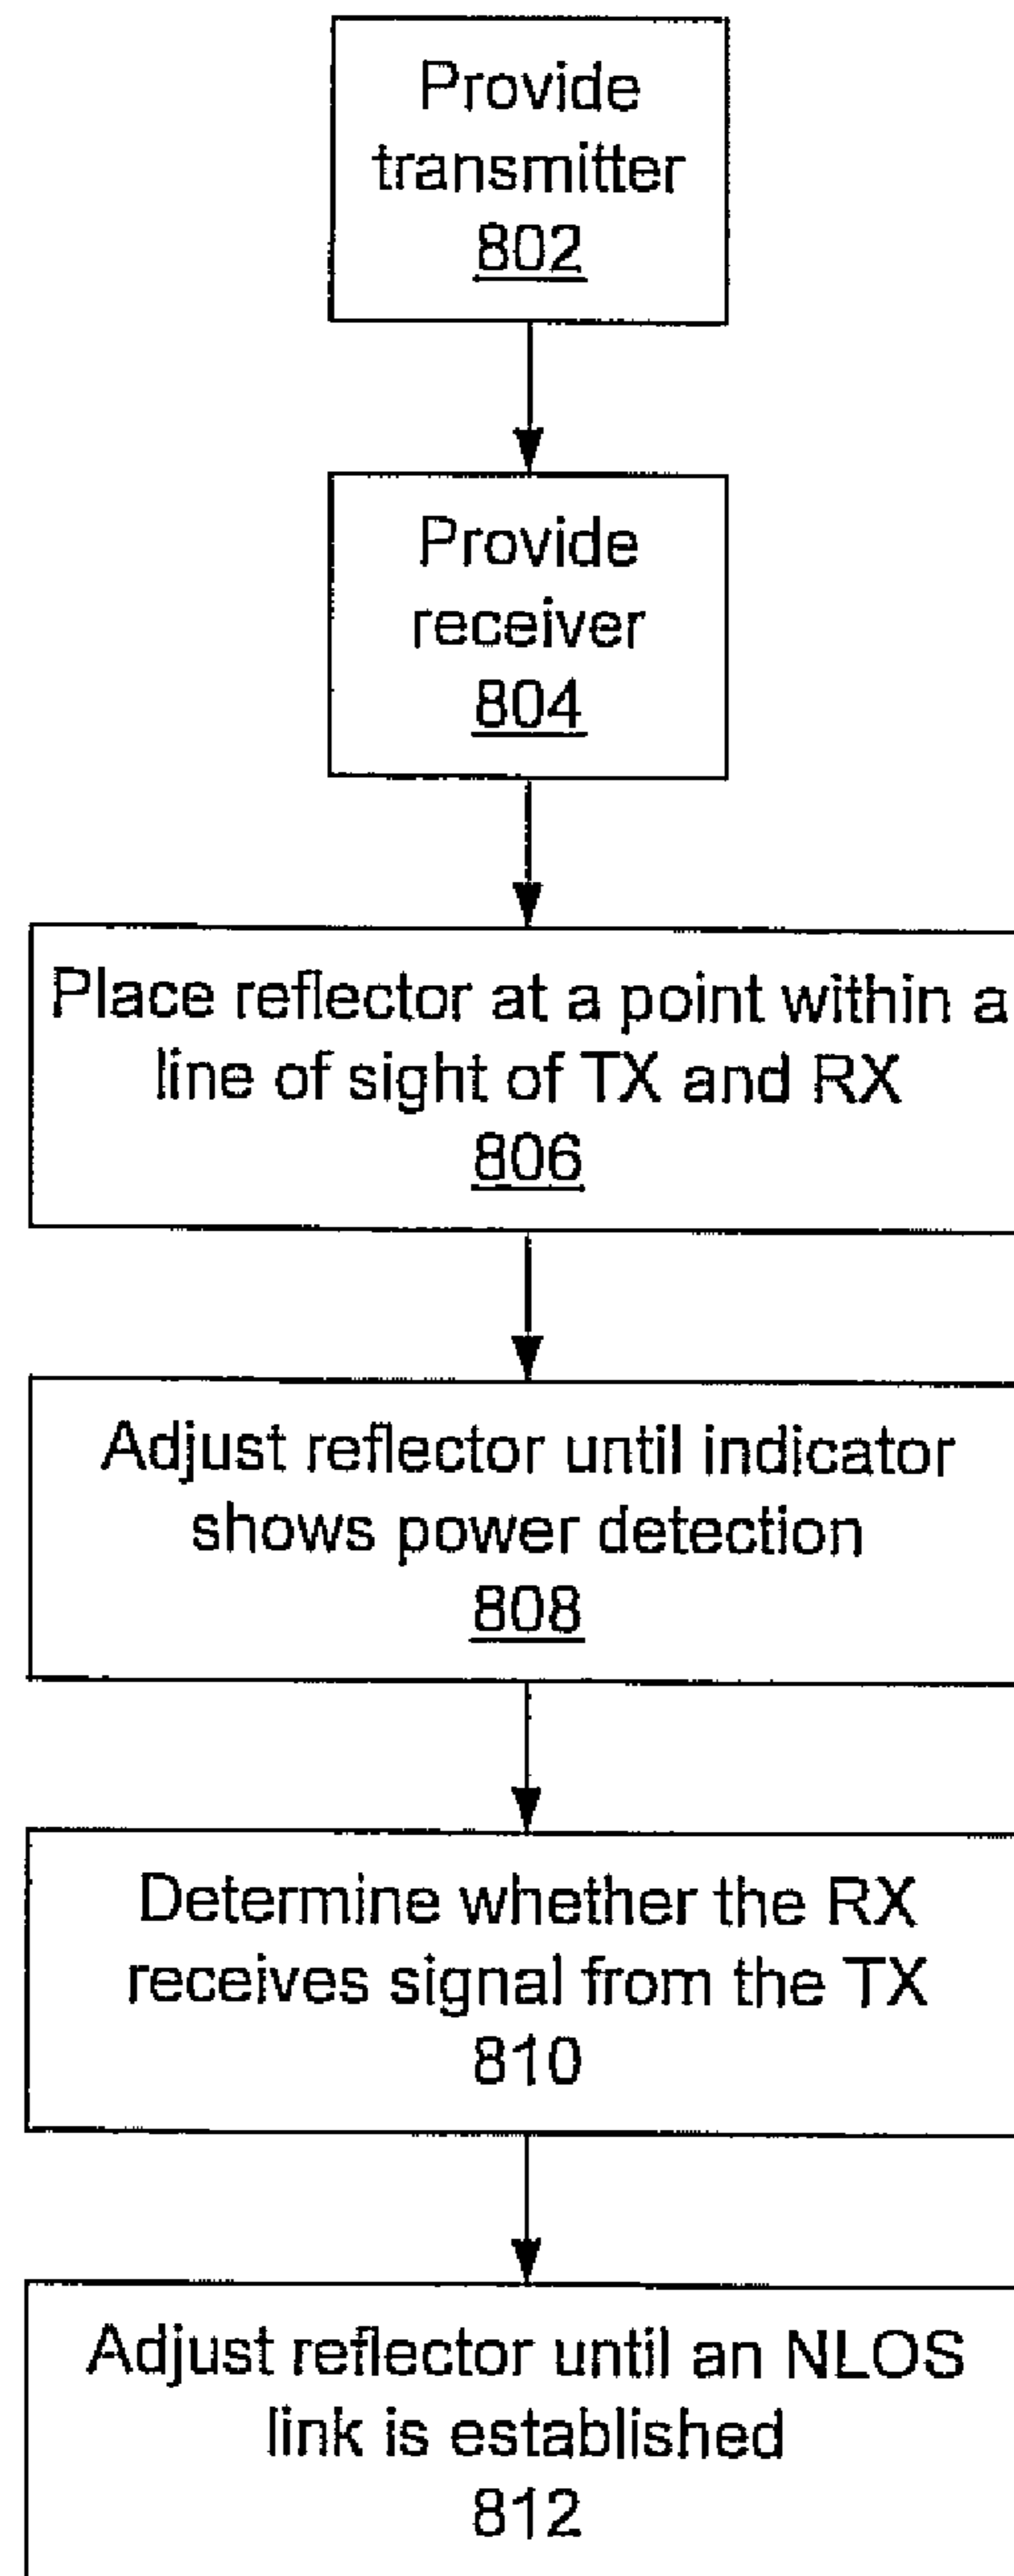 Provide
transmitter
802
Provide
receiver
804
Place reflector at a point within a
line of sight of TX and RX
806
Adjust reflector until indicator
shows power detection
808
Determine whether the RX
receives signal from the TX
810
Adjust reflector until an NLOS
link is established
812